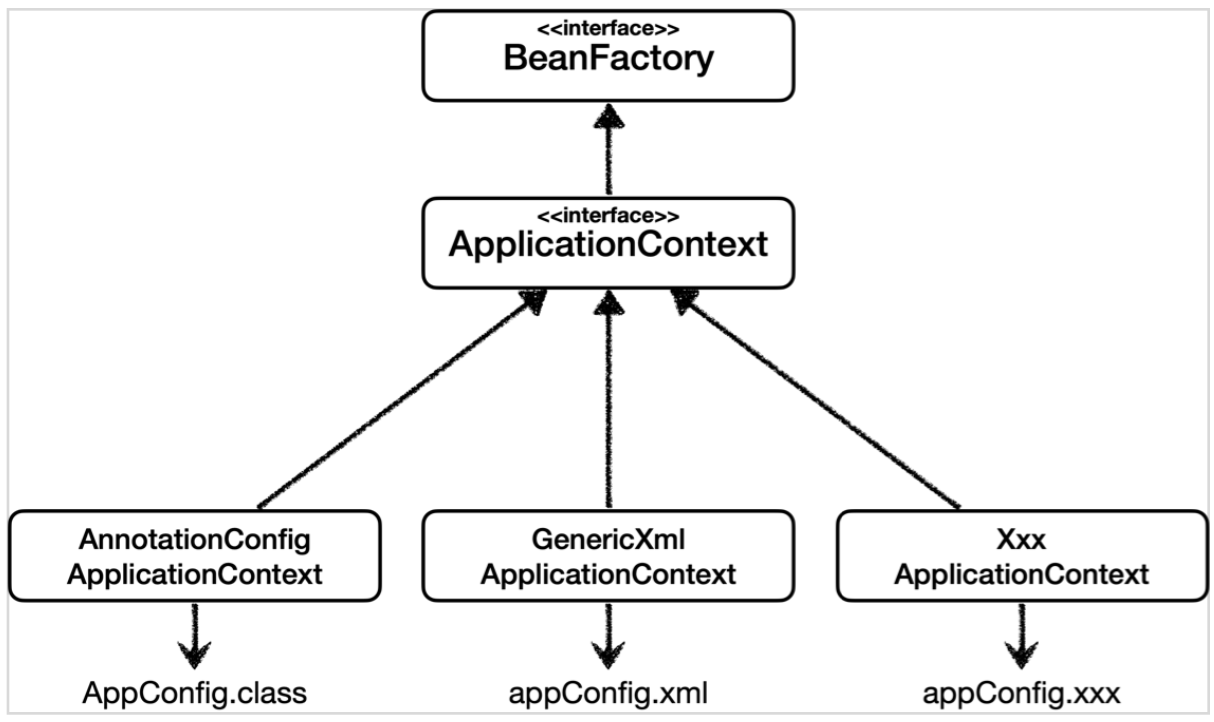 <<interface>>
BeanFactory
<<interface>>
ApplicationContext
AnnotationConfig
ApplicationContext
GenericXml
ApplicationContext
Xxx
ApplicationContext
AppConfig.class
appConfig.xml
appConfig.xxx